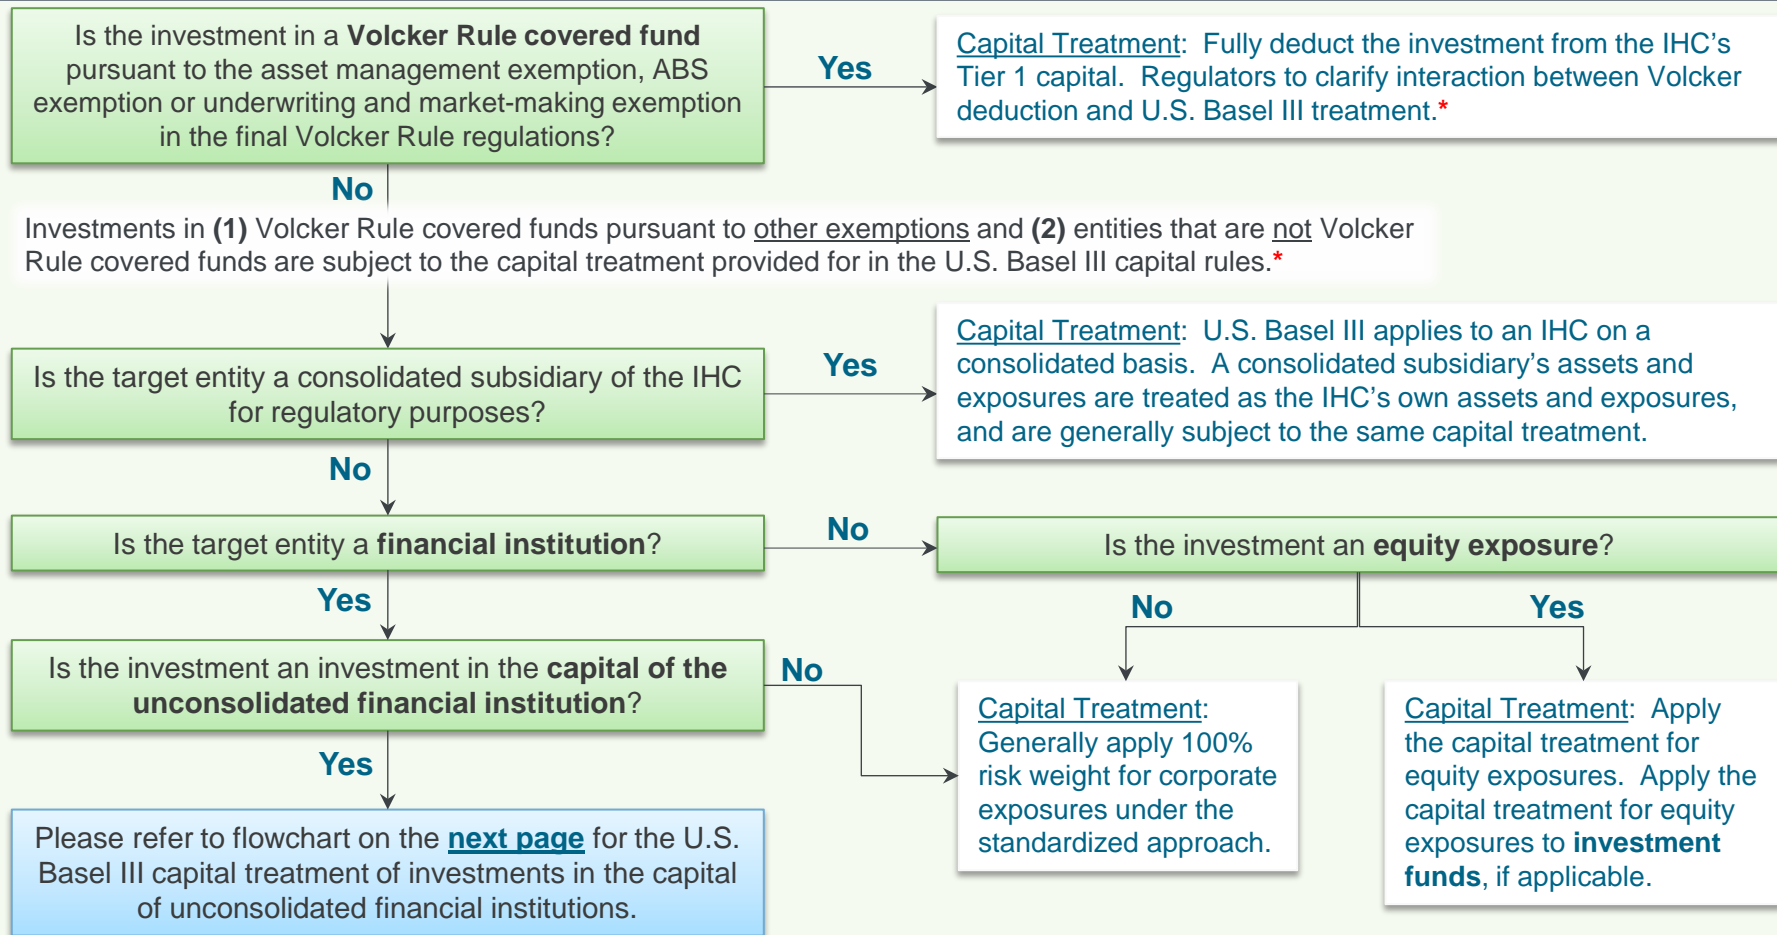 Is the investment in a Volcker Rule covered fund
pursuant to the asset management exemption, ABS
exemption or underwriting and market-making exemption
in the final Volcker Rule regulations?
Yes
Capital Treatment: Fully deduct the investment from the IHC's
Tier 1 capital. Regulators to clarify interaction between Volcker
deduction and U.S. Basel III treatment.*
No
Investments in (1) Volcker Rule covered funds pursuant to other exemptions and (2) entities that are not Volcker
Rule covered funds are subject to the capital treatment provided for in the U.S. Basel III capital rules.*
Is the target entity a consolidated subsidiary of the IHC
for regulatory purposes?
Yes
Capital Treatment: U.S. Basel III applies to an IHC on a
consolidated basis. A consolidated subsidiary's assets and
exposures are treated as the IHC's own assets and exposures,
and are generally subject to the same capital treatment.
No
Is the target entity a financial institution?
No
Is the investment an equity exposure?
Yes
No
Yes
Is the investment an investment in the capital of the
unconsolidated financial institution?
No
Capital Treatment:
Generally apply 100%
risk weight for corporate
exposures under the
standardized approach.
Capital Treatment: Apply
the capital treatment for
equity exposures. Apply the
capital treatment for equity
exposures to investment
funds, if applicable.
Yes
Please refer to flowchart on the next page for the U.S.
Basel III capital treatment of investments in the capital
of unconsolidated financial institutions.